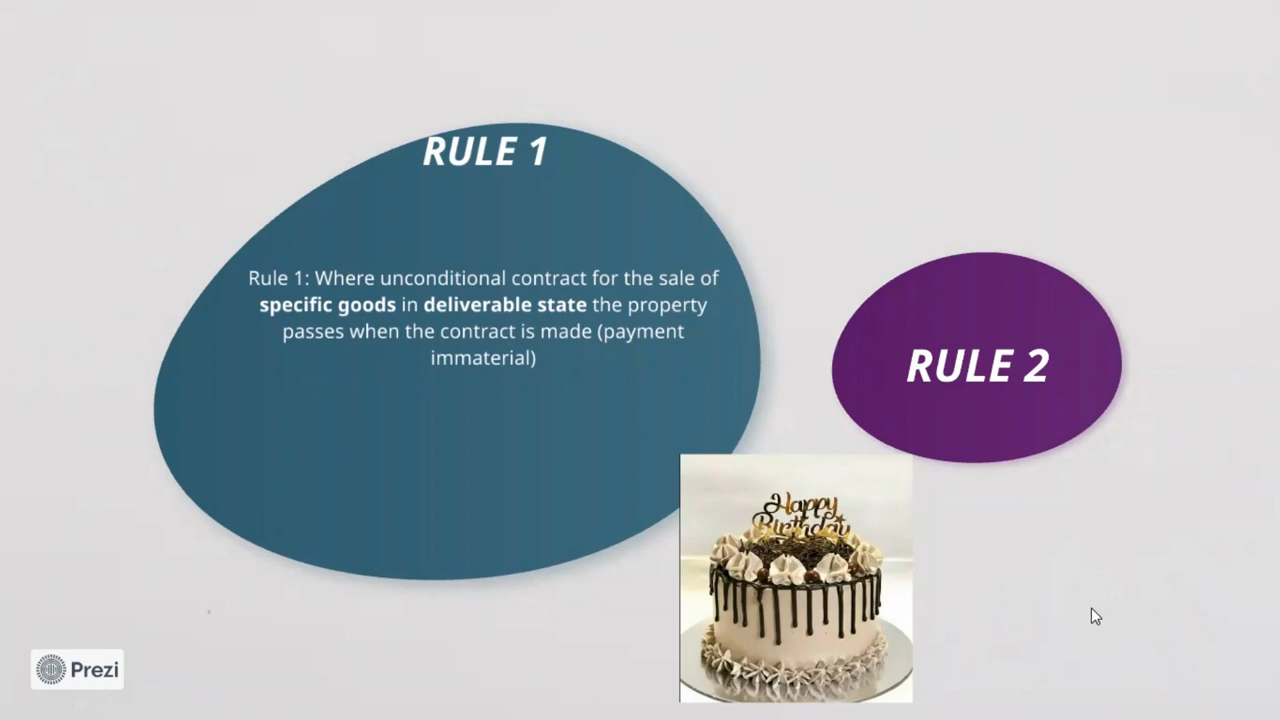 RULE 1
Rule 1: Where unconditional contract for the sale of
specific goods in deliverable state the property
passes when the contract is made (payment
immaterial)
RULE 2
Happy
Birthday
Prezi